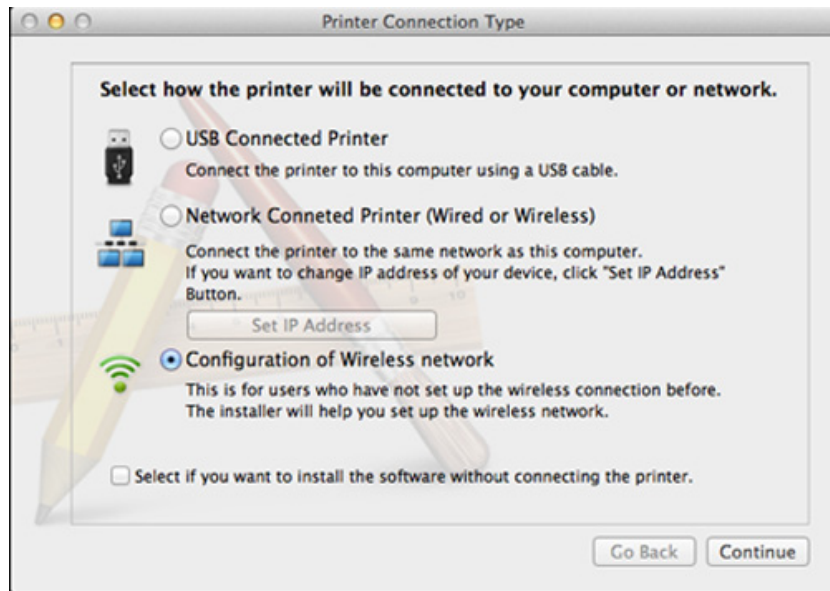 Printer Connection Type
Select how the printer will be connected to your computer or network.
USB Connected Printer
Connect the printer to this computer using a USB cable.
Network Conneted Printer (Wired or Wireless)
Connect the printer to the same network as this computer.
If you want to change IP address of your device, click "Set IP Address"
Button.
Set IP Address
Configuration of Wireless network
This is for users who have not set up the wireless connection before.
The installer will help you set up the wireless network.
Select if you want to install the software without connecting the printer.
Go Back Continue